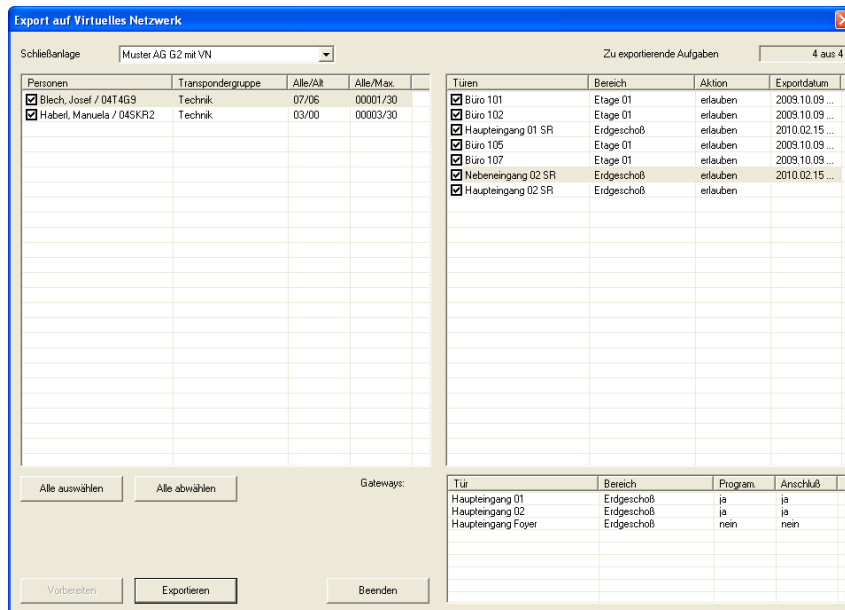 Export auf Virtuelles Netzwerk
Schließanlage Muster AG G2 mit VN Zu exportierende Aufgaben 4 aus 4
Personen Transpondergruppe Alle/Alt Alle/Max.
Blech, Josef / 04T4G9 Technik 07/06 00001/30
Haberl, Manuela / 04SKR2 Technik 03/00 00003/30
Türen Bereich Aktion Exportdatum
Büro 101 Etage 01 erlauben 2009.10.09 ...
Büro 102 Etage 01 erlauben 2009.10.09 ...
Haupteingang 01 SR Erdgeschoß erlauben 2010.02.15 ...
Büro 105 Etage 01 erlauben 2009.10.09 ...
Büro 107 Etage 01 erlauben 2009.10.09 ...
Nebeneingang 02 SR Erdgeschoß erlauben 2010.02.15 ...
Haupteingang 02 SR Erdgeschoß erlauben
Alle auswählen Alle abwählen Gateways:
Tür Bereich Program. Anschluß
Haupteingang 01 Erdgeschoß ja ja
Haupteingang 02 Erdgeschoß ja ja
Haupteingang Foyer Erdgeschoß nein nein
Vorbereiten Exportieren Beenden